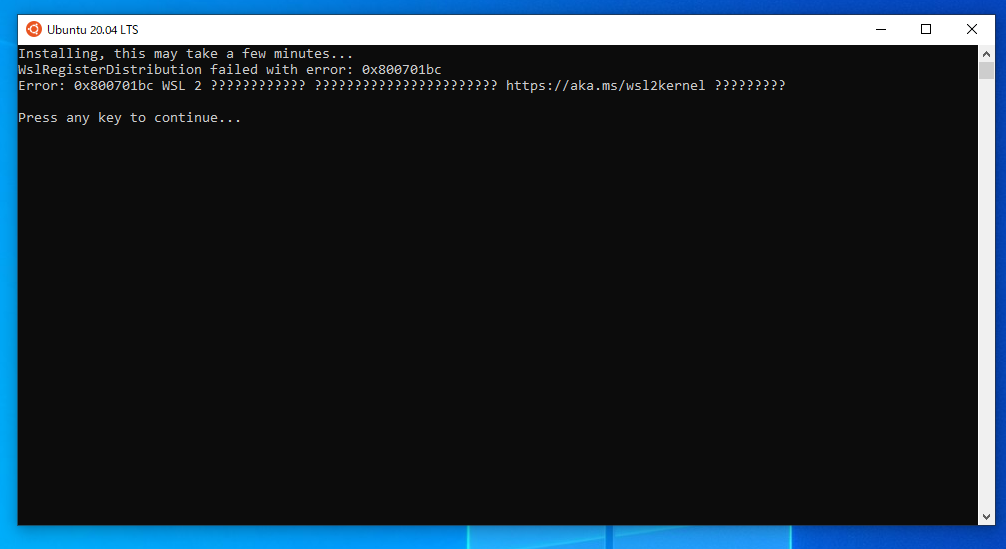 Ubuntu 20.04 LTS
Installing, this may take a few minutes...
WslRegisterDistribution failed with error: 0x800701bc
Error: 0x800701bc WSL 2 ???????????? ??????????????????????? https://aka.ms/wsl2kernel ?????????
Press any key to continue...